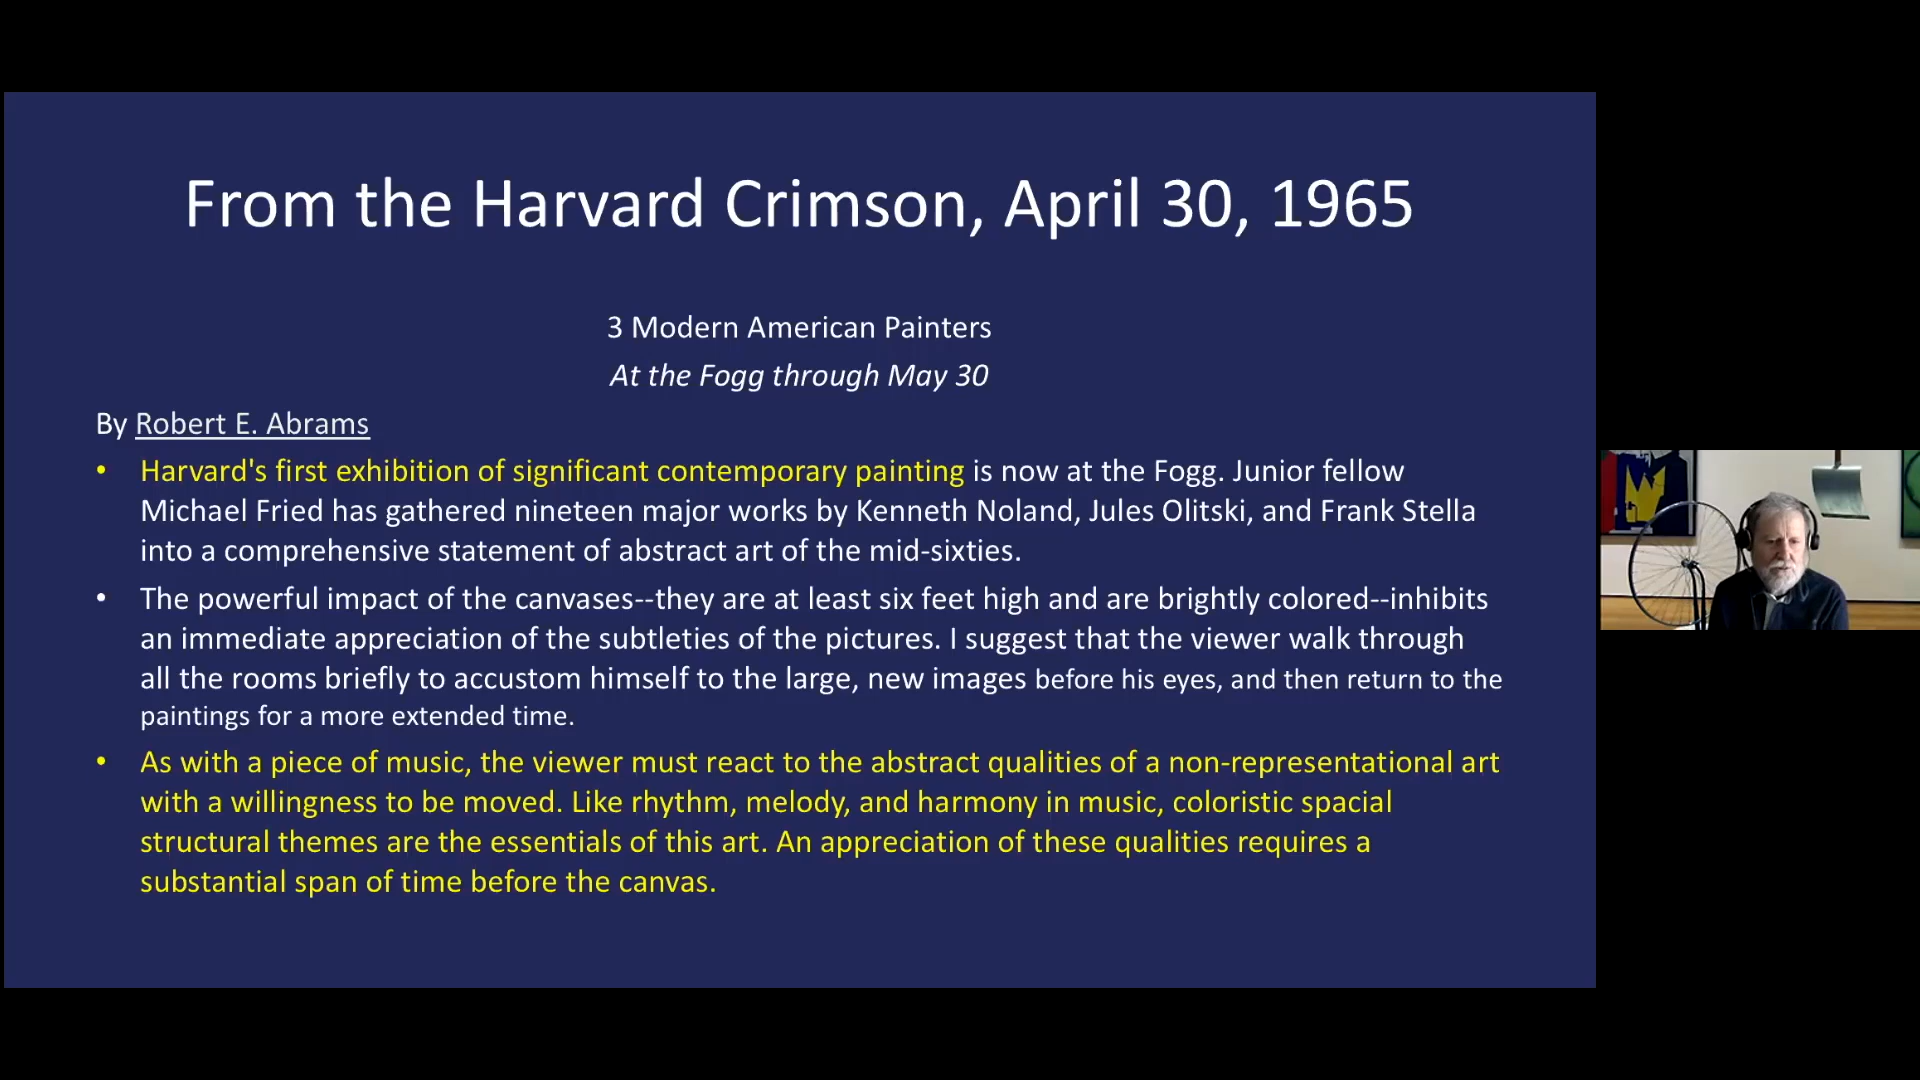 From the Harvard Crimson, April 30, 1965
3 Modern American Painters
At the Fogg through May 30
By Robert E. Abrams
• Harvard's first exhibition of significant contemporary painting is now at the Fogg. Junior fellow
Michael Fried has gathered nineteen major works by Kenneth Noland, Jules Olitski, and Frank Stella
into a comprehensive statement of abstract art of the mid-sixties.
• The powerful impact of the canvases--they are at least six feet high and are brightly colored--inhibits
an immediate appreciation of the subtleties of the pictures. I suggest that the viewer walk through
all the rooms briefly to accustom himself to the large, new images before his eyes, and then return to the
paintings for a more extended time.
• As with a piece of music, the viewer must react to the abstract qualities of a non-representational art
with a willingness to be moved. Like rhythm, melody, and harmony in music, coloristic spacial
structural themes are the essentials of this art. An appreciation of these qualities requires a
substantial span of time before the canvas.